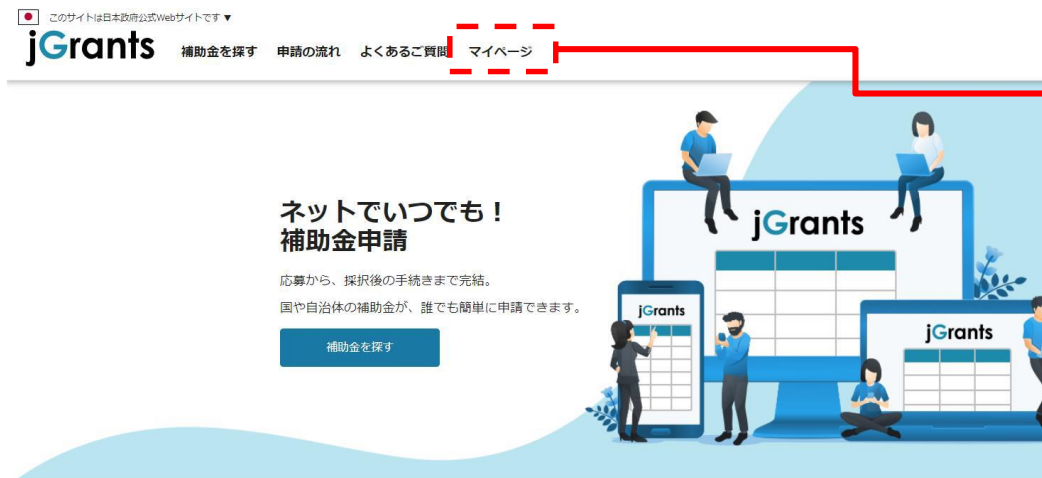 このサイトは日本政府公式Webサイトです ▼
jGrants 補助金を探す 申請の流れ よくあるご質問 マイページ
ネットでいつでも！
補助金申請
応募から、採択後の手続きまで完結。
国や自治体の補助金が、誰でも簡単に申請できます。
補助金を探す
jGrants
jGrants
jGrants